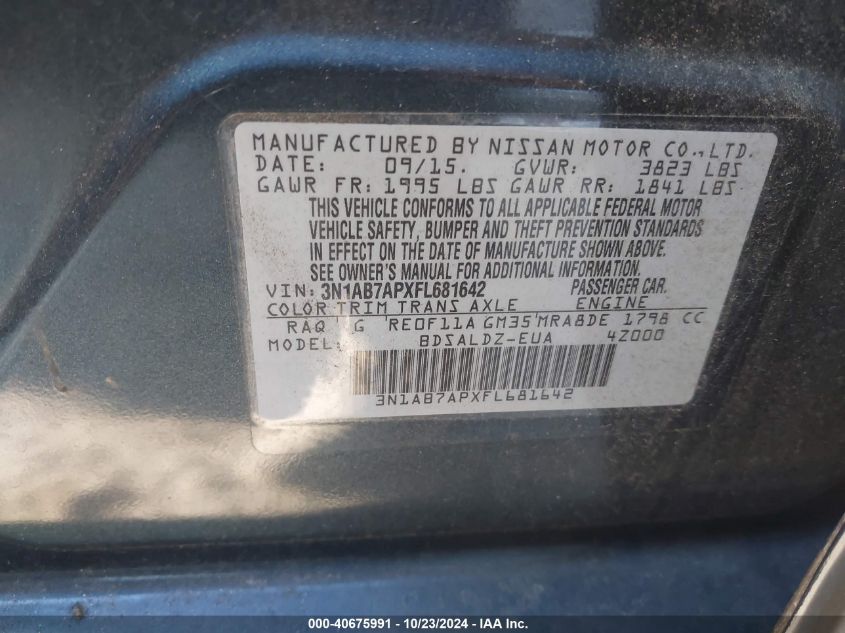 MANUFACTURED BY NISSAN MOTOR CO.,LTD.
DATE: 09/15. GVWR: 3823 LBS
GAWR FR: 1995 LBS GAWR RR: 1841 LBS
THIS VEHICLE CONFORMS TO ALL APPLICABLE FEDERAL MOTOR
VEHICLE SAFETY, BUMPER AND THEFT PREVENTION STANDARDS
IN EFFECT ON THE DATE OF MANUFACTURE SHOWN ABOVE.
SEE OWNER'S MANUAL FOR ADDITIONAL INFORMATION.
VIN: 3N1AB7APXFL681642 PASSENGER CAR.
COLOR TRIM TRANS AXLE ENGINE
RAQ G 'RE0F11A GM35'MRA8DE 1798 CC
MODEL: BDSALDZ-EUA 4Z000
3N1AB7APXFL681642
000-40675991 - 10/23/2024 - IAA Inc.